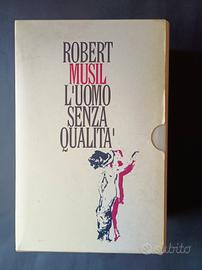 ROBERT
MUSIL
L'UOMO
SENZA
QUALITA'
subito